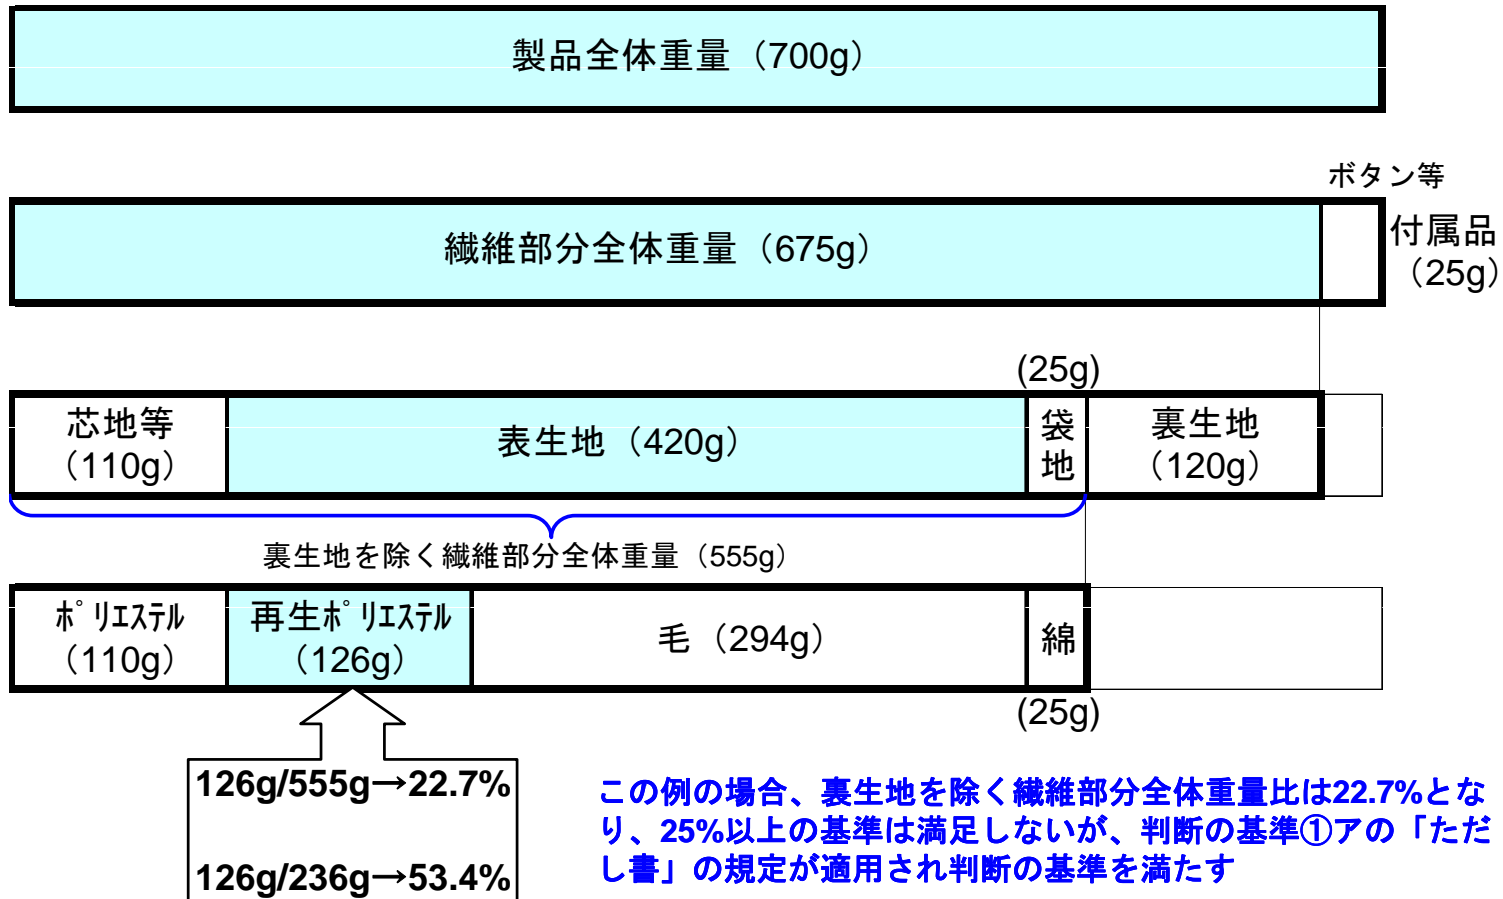 製品全体重量（700g）
ボタン等
繊維部分全体重量（675g）
付属品
（25g）
(25g)
芯地等
（110g）
表生地（420g）
袋
地
裏生地
（120g）
裏生地を除く繊維部分全体重量（555g）
ﾎﾟﾘｴｽﾃﾙ
（110g）
再生ﾎﾟﾘｴｽﾃﾙ
（126g）
毛（294g）
綿
(25g)
126g/555g→22.7%
126g/236g→53.4%
この例の場合、裏生地を除く繊維部分全体重量比は22.7%とな
り、25%以上の基準は満足しないが、判断の基準①アの「ただ
し書」の規定が適用され判断の基準を満たす